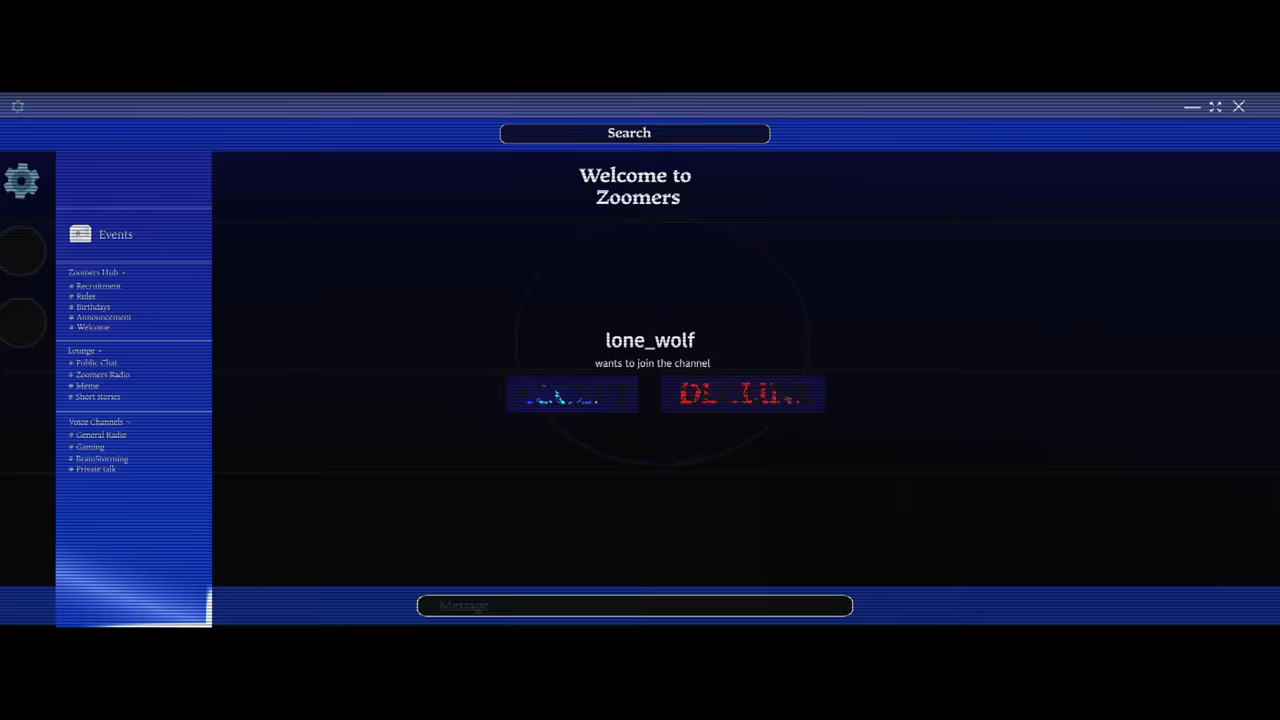 Search
Welcome to
Zoomers
Events
Zoomers Hub
# Recruitment
# Rules
# Birthdays
# Announcement
# Welcome
Lounge
# Public Chat
# Zoomers Radio
# Meme
# Short stories
Voice Channels
# General Radio
# Gaming
# BrainStorming
# Private talk
lone_wolf
wants to join the channel
Message